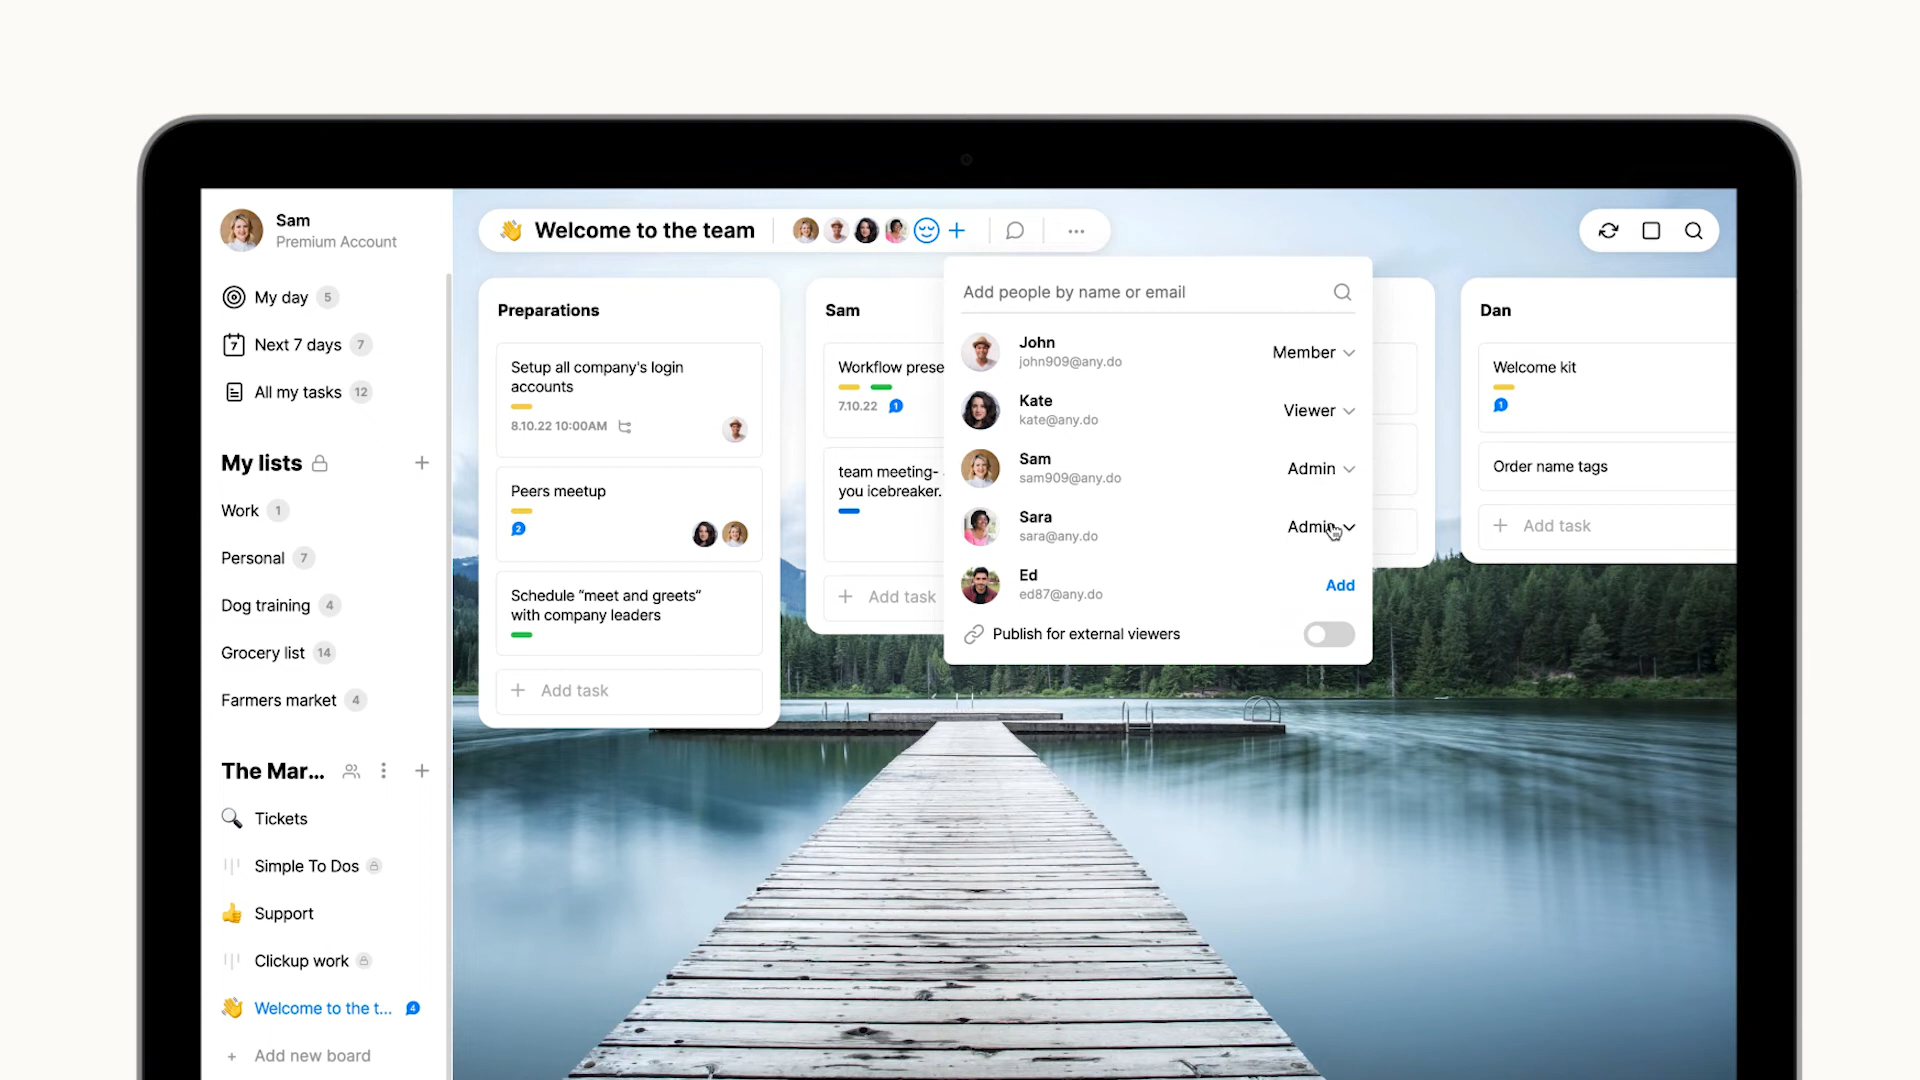 Sam
Premium Account
My day 5
7 Next 7 days 7
All my tasks 12
My lists
Work 1
Personal 7
Dog training 4
Grocery list 14
Farmers market 4
The Mar...
Tickets
Simple To Dos
Support
Clickup work
Welcome to the t... 4
+ Add new board
Welcome to the team
Preparations
Setup all company's login
accounts
8.10.22 10:00AM
Peers meetup
2
Schedule “meet and greets”
with company leaders
+ Add task
Sam
Workflow prese
7.10.22 1
team meeting-
you icebreaker.
+ Add task
Add people by name or email
John
john909@any.do
Member
Kate
kate@any.do
Viewer
Sam
sam909@any.do
Admin
Sara
sara@any.do
Admin
Ed
ed87@any.do
Add
Publish for external viewers
Dan
Welcome kit
1
Order name tags
+ Add task